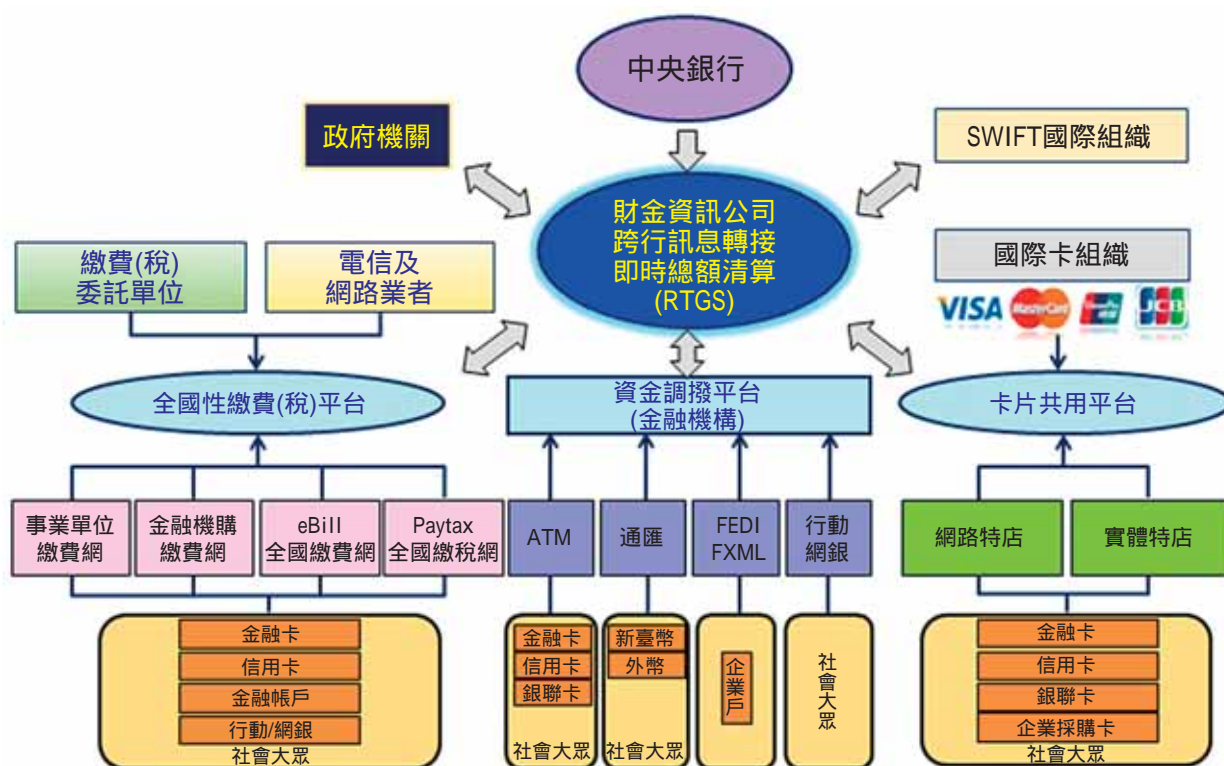 中央銀行
政府機關
SWIFT國際組織
財金資訊公司
跨行訊息轉接
即時總額清算
(RTGS)
繳費(稅)
委託單位
電信及
網路業者
國際卡組織
VISA
MasterCard
UnionPay
JCB
全國性繳費(稅)平台
資金調撥平台
(金融機構)
卡片共用平台
事業單位
繳費網
金融機購
繳費網
eBill
全國繳費網
Paytax
全國繳稅網
ATM
通匯
FEDI
FXML
行動
網銀
網路特店
實體特店
金融卡
信用卡
金融帳戶
行動/網銀
社會大眾
金融卡
信用卡
銀聯卡
社會大眾
新臺幣
外幣
社會大眾
企業戶
社會大眾
金融卡
信用卡
銀聯卡
企業採購卡
社會大眾